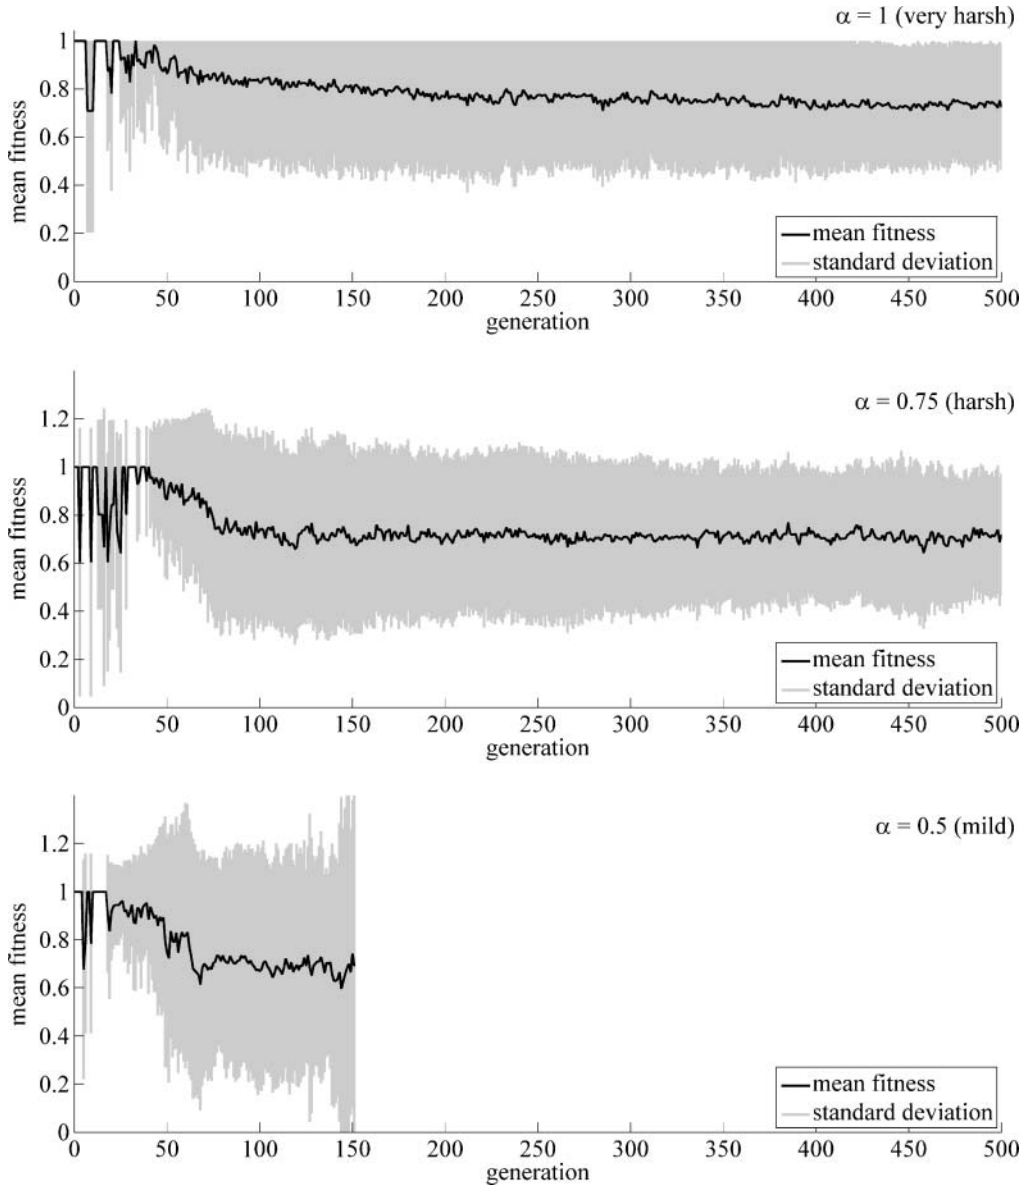 α = 1 (very harsh)
1
0.8
0.6
0.4
0.2
0
mean fitness
mean fitness
standard deviation
0 50 100 150 200 250 300 350 400 450 500
generation
α = 0.75 (harsh)
1.2
1
0.8
0.6
0.4
0.2
0
mean fitness
mean fitness
standard deviation
0 50 100 150 200 250 300 350 400 450 500
generation
α = 0.5 (mild)
1.2
1
0.8
0.6
0.4
0.2
0
mean fitness
mean fitness
standard deviation
0 50 100 150 200 250 300 350 400 450 500
generation